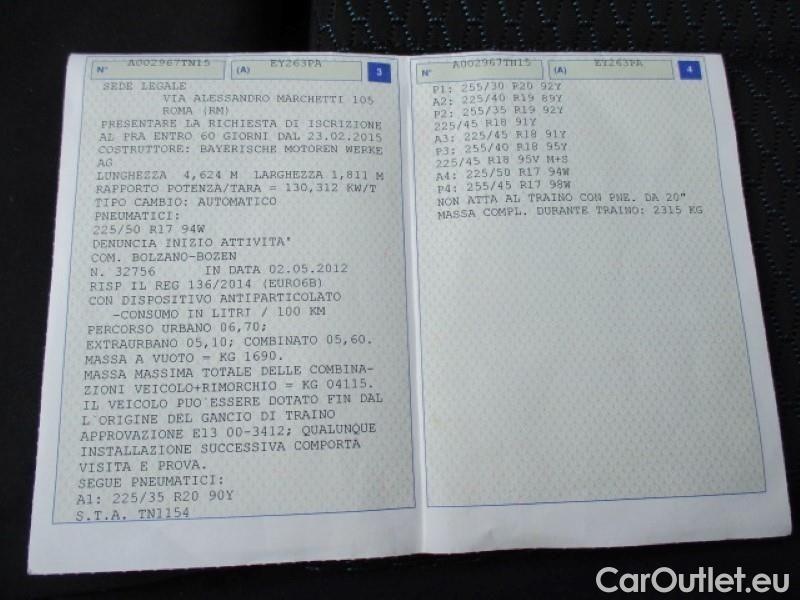 N° A002967TN15 (A) EY263PA 3
SEDE LEGALE
VIA ALESSANDRO MARCHETTI 105
ROMA (RM)
PRESENTARE LA RICHIESTA DI ISCRIZIONE
AL PRA ENTRO 60 GIORNI DAL 23.02.2015
COSTRUTTORE: BAYERISCHE MOTOREN WERKE
AG
LUNGHEZZA 4,624 M LARGHEZZA 1,811 M
RAPPORTO POTENZA/TARA = 130,312 KW/T
TIPO CAMBIO: AUTOMATICO
PNEUMATICI:
225/50 R17 94W
DENUNCIA INIZIO ATTIVITA'
COM. BOLZANO-BOZEN
N. 32756 IN DATA 02.05.2012
RISP IL REG 136/2014 (EURO6B)
CON DISPOSITIVO ANTIPARTICOLATO
-CONSUMO IN LITRI / 100 KM
PERCORSO URBANO 06,70;
EXTRAURBANO 05,10; COMBINATO 05,60.
MASSA A VUOTO = KG 1690.
MASSA MASSIMA TOTALE DELLE COMBINA-
ZIONI VEICOLO+RIMORCHIO = KG 04115.
IL VEICOLO PUO'ESSERE DOTATO FIN DAL
L'ORIGINE DEL GANCIO DI TRAINO
APPROVAZIONE E13 00-3412; QUALUNQUE
INSTALLAZIONE SUCCESSIVA COMPORTA
VISITA E PROVA.
SEGUE PNEUMATICI:
A1: 225/35 R20 90Y
S.T.A. TN1154
N° A002967TN15 (A) EY263PA 4
P1: 255/30 R20 92Y
A2: 225/40 R19 89Y
P2: 255/35 R19 92Y
225/45 R18 91Y
A3: 225/45 R18 91Y
P3: 255/40 R18 95Y
225/45 R18 95V M+S
A4: 225/50 R17 94W
P4: 255/45 R17 98W
NON ATTA AL TRAINO CON PNE. DA 20"
MASSA COMPL. DURANTE TRAINO: 2315 KG
CarOutlet.eu